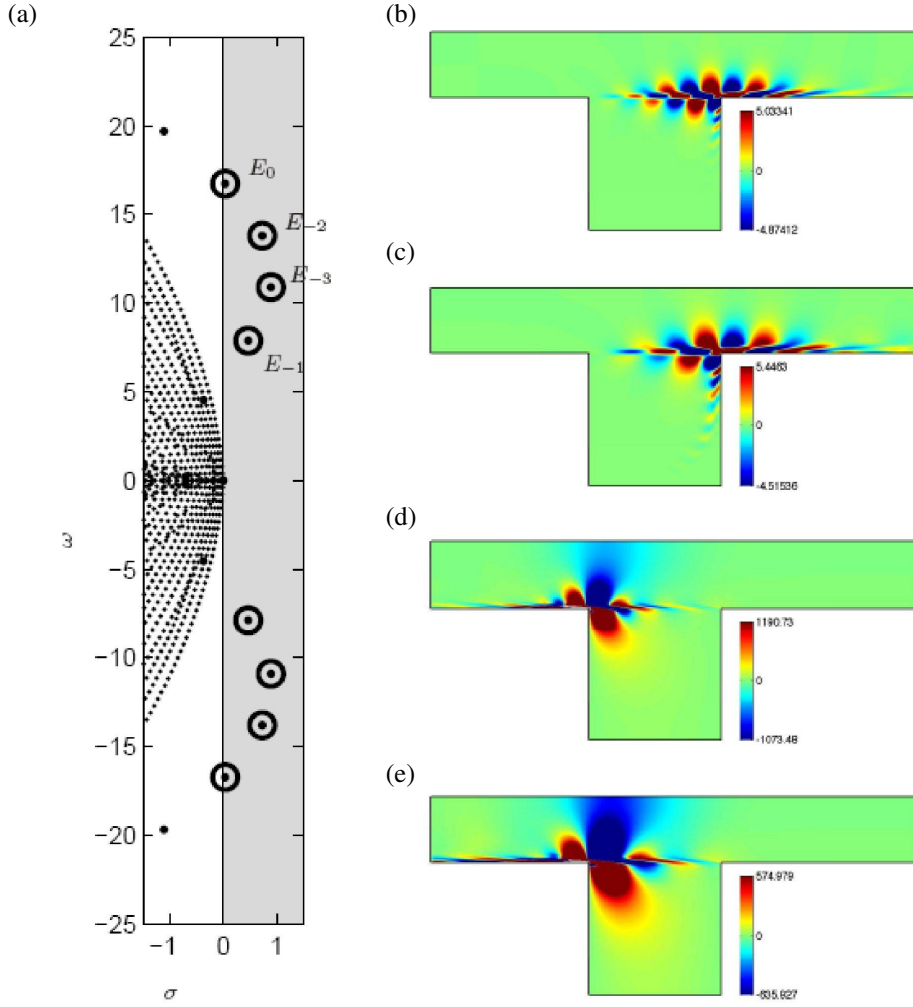 (a)
25
20
15
10
5
0
−5
−10
−15
−20
−25
−1 0 1
ω
σ
E₀
E₋₂
E₋₃
E₋₁
(b)
5.03341
0
-4.87412
(c)
5.4463
0
-4.51536
(d)
1190.73
0
-1073.48
(e)
574.979
0
-635.927